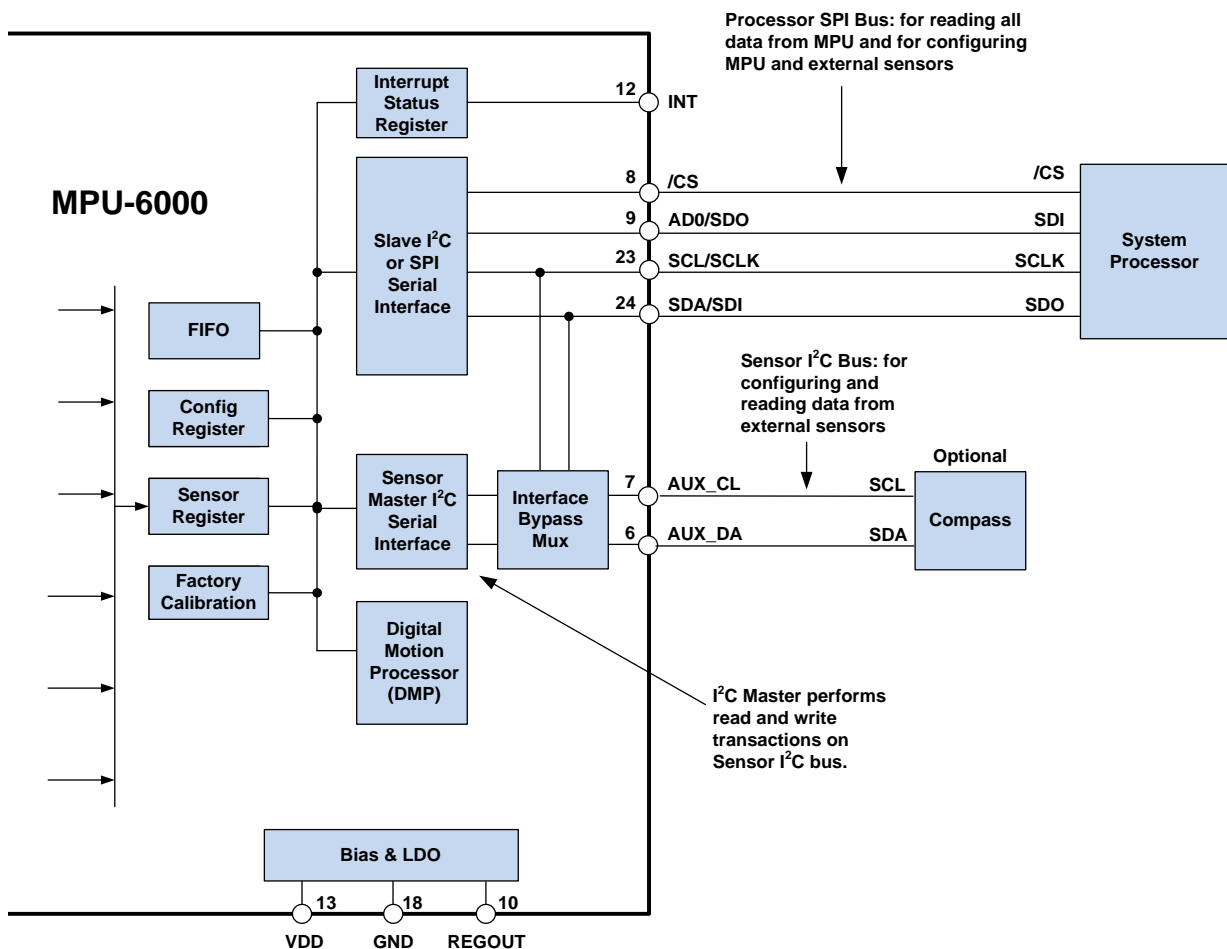 Processor SPI Bus: for reading all
data from MPU and for configuring
MPU and external sensors
MPU-6000
Interrupt
Status
Register
12
INT
Slave I²C
or SPI
Serial
Interface
8
/CS
/CS
9
AD0/SDO
SDI
23
SCL/SCLK
SCLK
24
SDA/SDI
SDO
System
Processor
FIFO
Config
Register
Sensor
Register
Factory
Calibration
Sensor
Master I²C
Serial
Interface
Interface
Bypass
Mux
Sensor I²C Bus: for
configuring and
reading data from
external sensors
7
AUX_CL
SCL
6
AUX_DA
SDA
Optional
Compass
Digital
Motion
Processor
(DMP)
I²C Master performs
read and write
transactions on
Sensor I²C bus.
Bias & LDO
13
18
10
VDD
GND
REGOUT